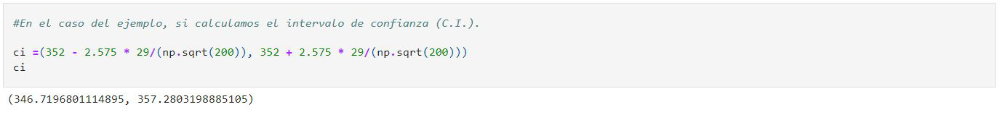 #En el caso del ejemplo, si calculamos el intervalo de confianza (C.I.).
ci =(352 - 2.575 * 29/(np.sqrt(200)), 352 + 2.575 * 29/(np.sqrt(200)))
ci
(346.7196801114895, 357.2803198885105)